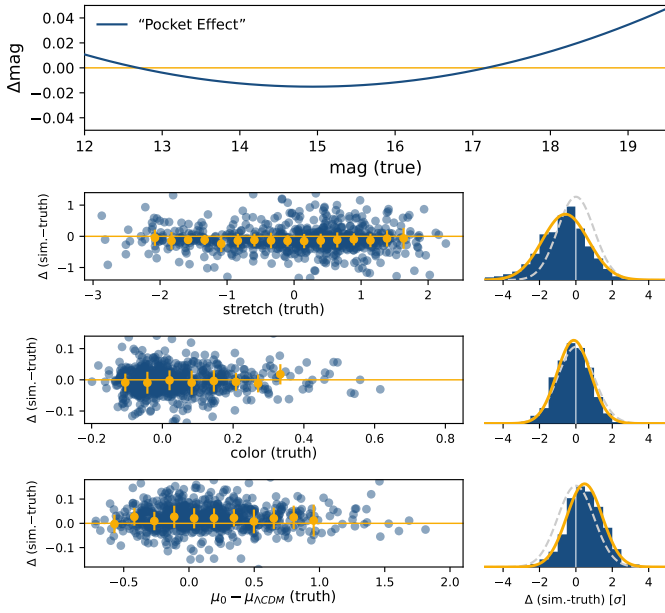 “Pocket Effect”
0.04
0.02
0.00
−0.02
−0.04
Δmag
12 13 14 15 16 17 18 19
mag (true)
1
0
−1
Δ (sim.−truth)
−3 −2 −1 0 1 2
stretch (truth)
−4 −2 0 2 4
0.1
0.0
−0.1
Δ (sim.−truth)
−0.2 0.0 0.2 0.4 0.6 0.8
color (truth)
−4 −2 0 2 4
0.1
0.0
−0.1
Δ (sim.−truth)
−0.5 0.0 0.5 1.0 1.5 2.0
μ0 − μΛCDM (truth)
−4 −2 0 2 4
Δ (sim.-truth) [σ]